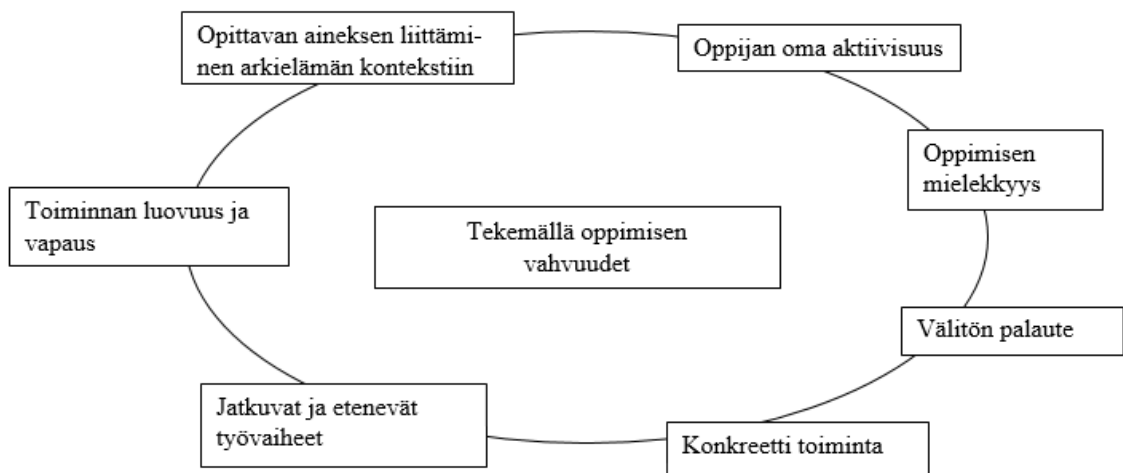 Opittavan aineksen liittämi-
nen arkielämän kontekstiin
Oppijan oma aktiivisuus
Oppimisen
mielekkyys
Toiminnan luovuus ja
vapaus
Tekemällä oppimisen
vahvuudet
Välitön palaute
Jatkuvat ja etenevät
työvaiheet
Konkreetti toiminta